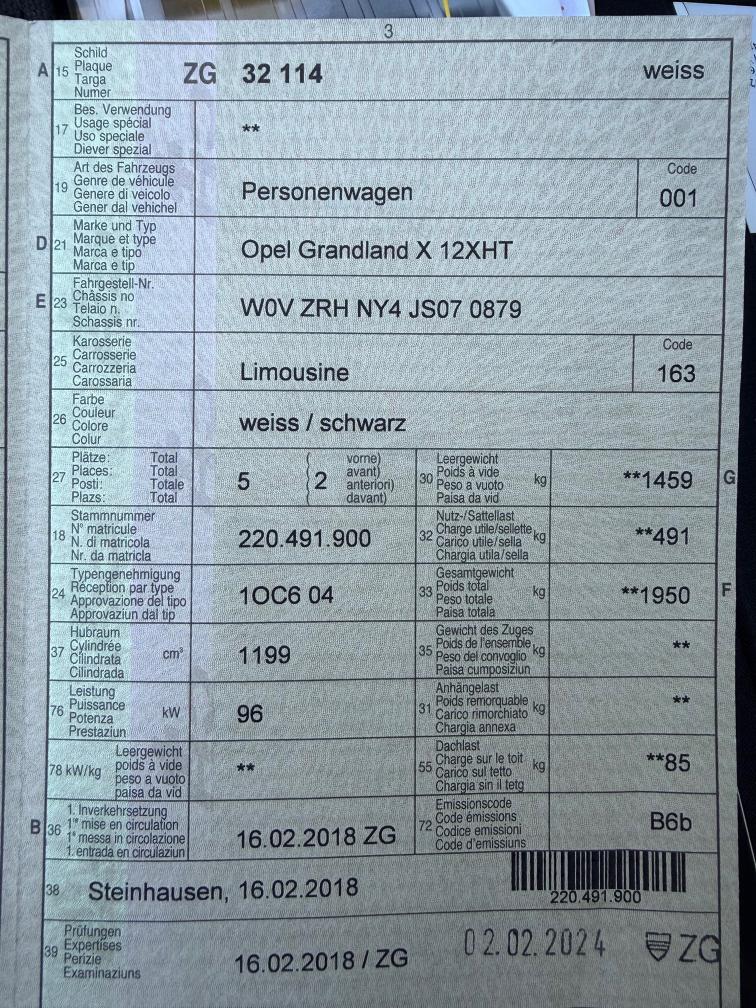 3
A 15 Schild
Plaque
Targa
Numer
ZG 32 114 weiss
17 Bes. Verwendung
Usage spécial
Uso speciale
Diever spezial
**
19 Art des Fahrzeugs
Genre de véhicule
Genere di veicolo
Gener dal vehichel
Personenwagen
Code
001
D 21 Marke und Typ
Marque et type
Marca e tipo
Marca e tip
Opel Grandland X 12XHT
E 23 Fahrgestell-Nr.
Châssis no
Telaio n.
Schassis nr.
W0V ZRH NY4 JS07 0879
25 Karosserie
Carrosserie
Carrozzeria
Carossaria
Limousine
Code
163
26 Farbe
Couleur
Colore
Colur
weiss / schwarz
27 Plätze: Total
Places: Total
Posti: Totale
Plazs: Total
5 ( 2 vorne)
avant)
anteriori)
davant)
30 Leergewicht
Poids à vide
Peso a vuoto
Paisa da vid
kg
**1459 G
18 Stammnummer
N° matricule
N. di matricola
Nr. da matricla
220.491.900
32 Nutz-/Sattellast
Charge utile/sellette
Carico utile/sella
Chargia utila/sella
kg
**491
24 Typengenehmigung
Réception par type
Approvazione del tipo
Approvaziun dal tip
1OC6 04
33 Gesamtgewicht
Poids total
Peso totale
Paisa totala
kg
**1950 F
37 Hubraum
Cylindrée
Cilindrata
Cilindrada
cm³
1199
35 Gewicht des Zuges
Poids de l'ensemble
Peso del convoglio
Paisa cumposiziun
kg
**
76 Leistung
Puissance
Potenza
Prestaziun
kW
96
31 Anhängelast
Poids remorquable
Carico rimorchiato
Chargia annexa
kg
**
78 kW/kg Leergewicht
poids à vide
peso a vuoto
paisa da vid
**
55 Dachlast
Charge sur le toit
Carico sul tetto
Chargia sin il tetg
kg
**85
B 36 1. Inverkehrsetzung
1re mise en circulation
1a messa in circolazione
1. entrada en circulaziun
16.02.2018 ZG
72 Emissionscode
Code émissions
Codice emissioni
Code d'emissiuns
B6b
38 Steinhausen, 16.02.2018
220.491.900
39 Prüfungen
Expertises
Perizie
Examinaziuns
16.02.2018 / ZG
02.02.2024 ZG